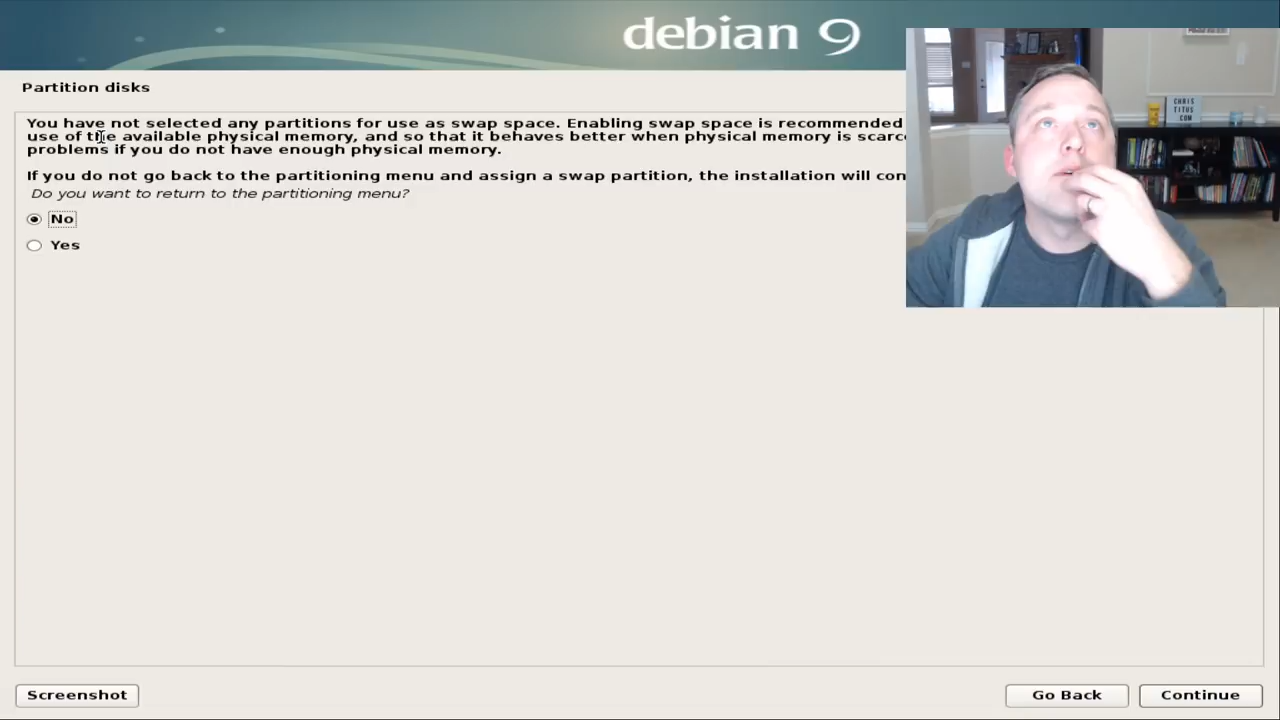 debian 9
Partition disks
You have not selected any partitions for use as swap space. Enabling swap space is recommended
use of the available physical memory, and so that it behaves better when physical memory is scarc
problems if you do not have enough physical memory.
If you do not go back to the partitioning menu and assign a swap partition, the installation will con
Do you want to return to the partitioning menu?
No
Yes
CHRIS
TITUS
COM
Screenshot
Go Back
Continue